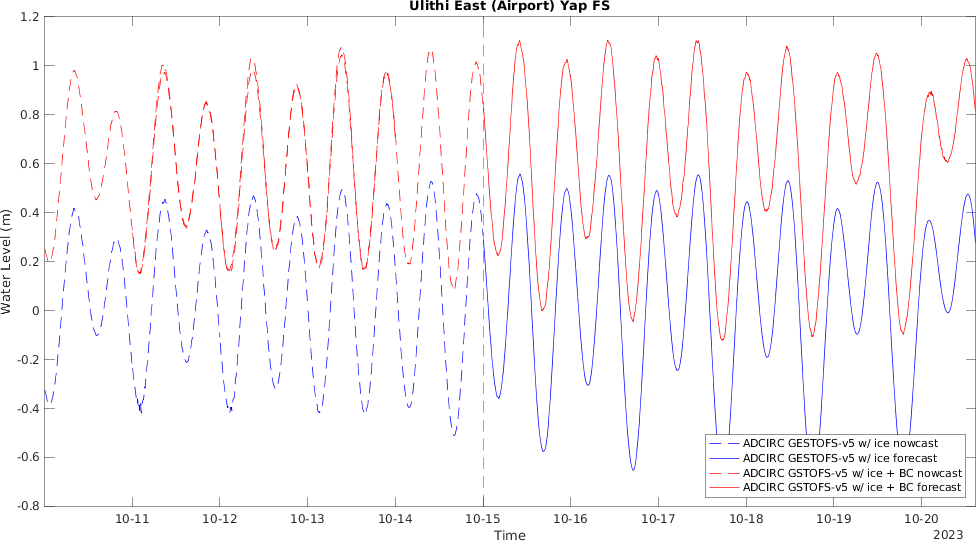 Ulithi East (Airport) Yap FS
1.2
1
0.8
0.6
0.4
0.2
0
-0.2
-0.4
-0.6
-0.8
Water Level (m)
ADCIRC GESTOFS-v5 w/ ice nowcast
ADCIRC GESTOFS-v5 w/ ice forecast
ADCIRC GSTOFS-v5 w/ ice + BC nowcast
ADCIRC GSTOFS-v5 w/ ice + BC forecast
10-11 10-12 10-13 10-14 10-15 10-16 10-17 10-18 10-19 10-20
Time
2023